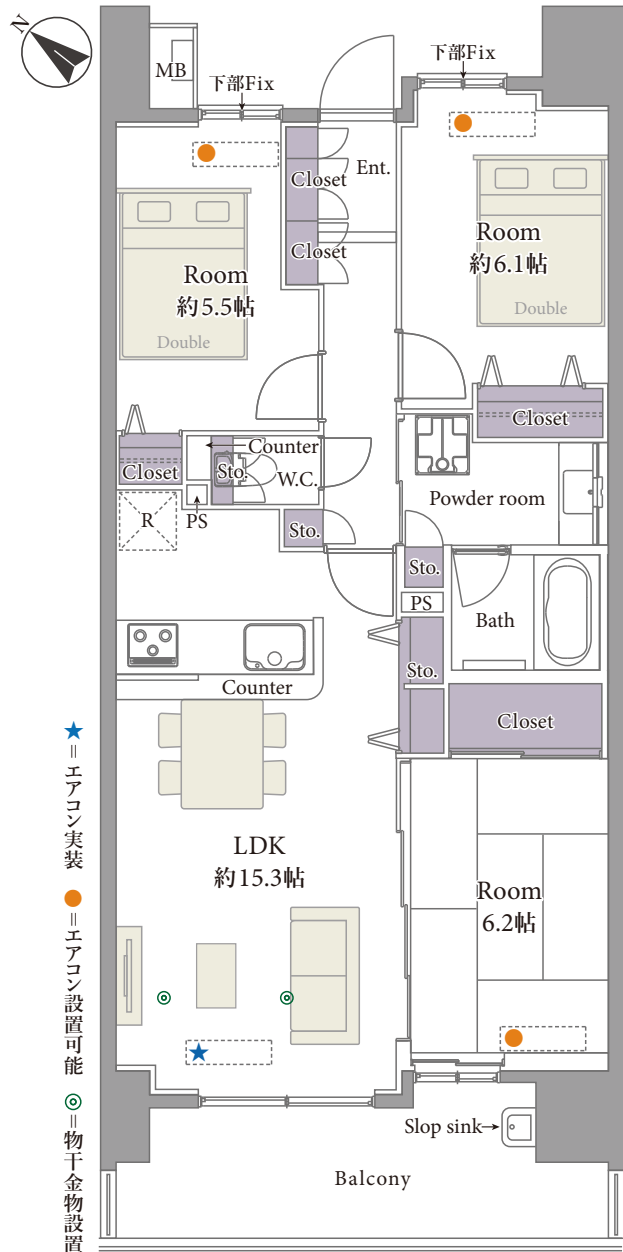 N
MB
下部Fix
下部Fix
Closet
Ent.
Closet
Room
約5.5帖
Double
Room
約6.1帖
Double
Closet
Closet
Counter
Sto.
W.C.
Powder room
R
PS
Sto.
Sto.
PS
Bath
Sto.
Counter
Closet
LDK
約15.3帖
Room
6.2帖
Slop sink→
Balcony
★=エアコン実装 ●=エアコン設置可能 ◎=物干金物設置